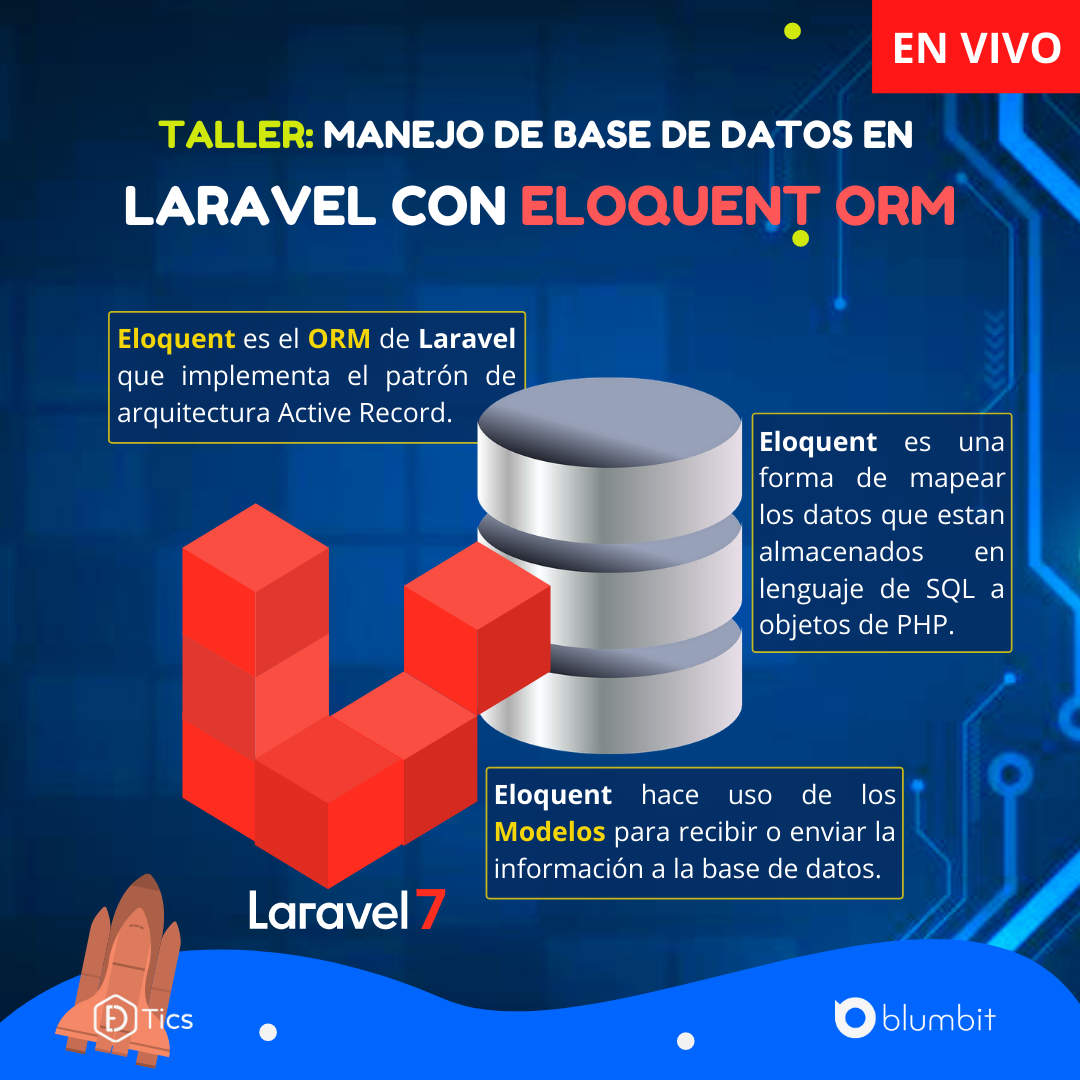 EN VIVO
TALLER: MANEJO DE BASE DE DATOS EN
LARAVEL CON ELOQUENT ORM
Eloquent es el ORM de Laravel
que implementa el patrón de
arquitectura Active Record.
Eloquent es una
forma de mapear
los datos que estan
almacenados en
lenguaje de SQL a
objetos de PHP.
Eloquent hace uso de los
Modelos para recibir o enviar la
información a la base de datos.
Laravel 7
ED Tics
blumbit